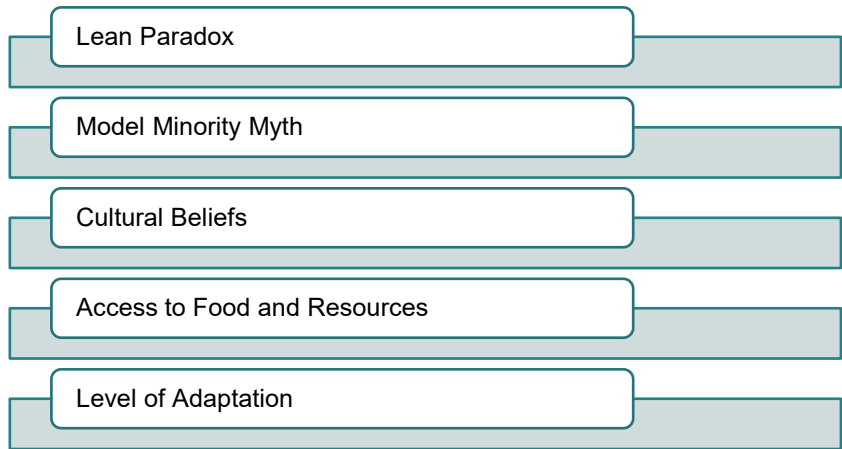 Lean Paradox
Model Minority Myth
Cultural Beliefs
Access to Food and Resources
Level of Adaptation